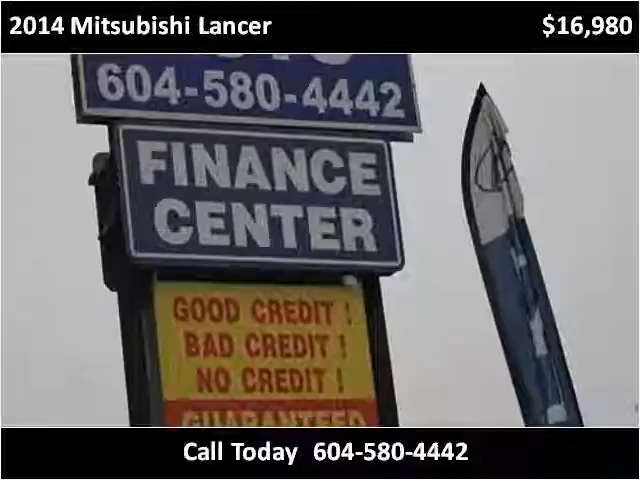 2014 Mitsubishi Lancer $16,980
604-580-4442
FINANCE
CENTER
GOOD CREDIT !
BAD CREDIT !
NO CREDIT !
GUARANTEED
Call Today 604-580-4442